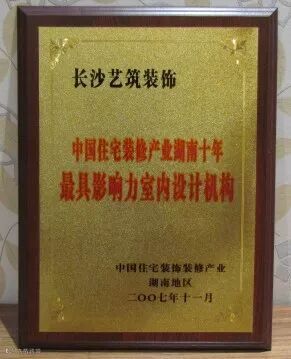 长沙艺筑装饰
中国住宅装修产业湖南十年
最具影响力室内设计机构
中国住宅装饰装修产业
湖南地区
二〇〇七年十一月